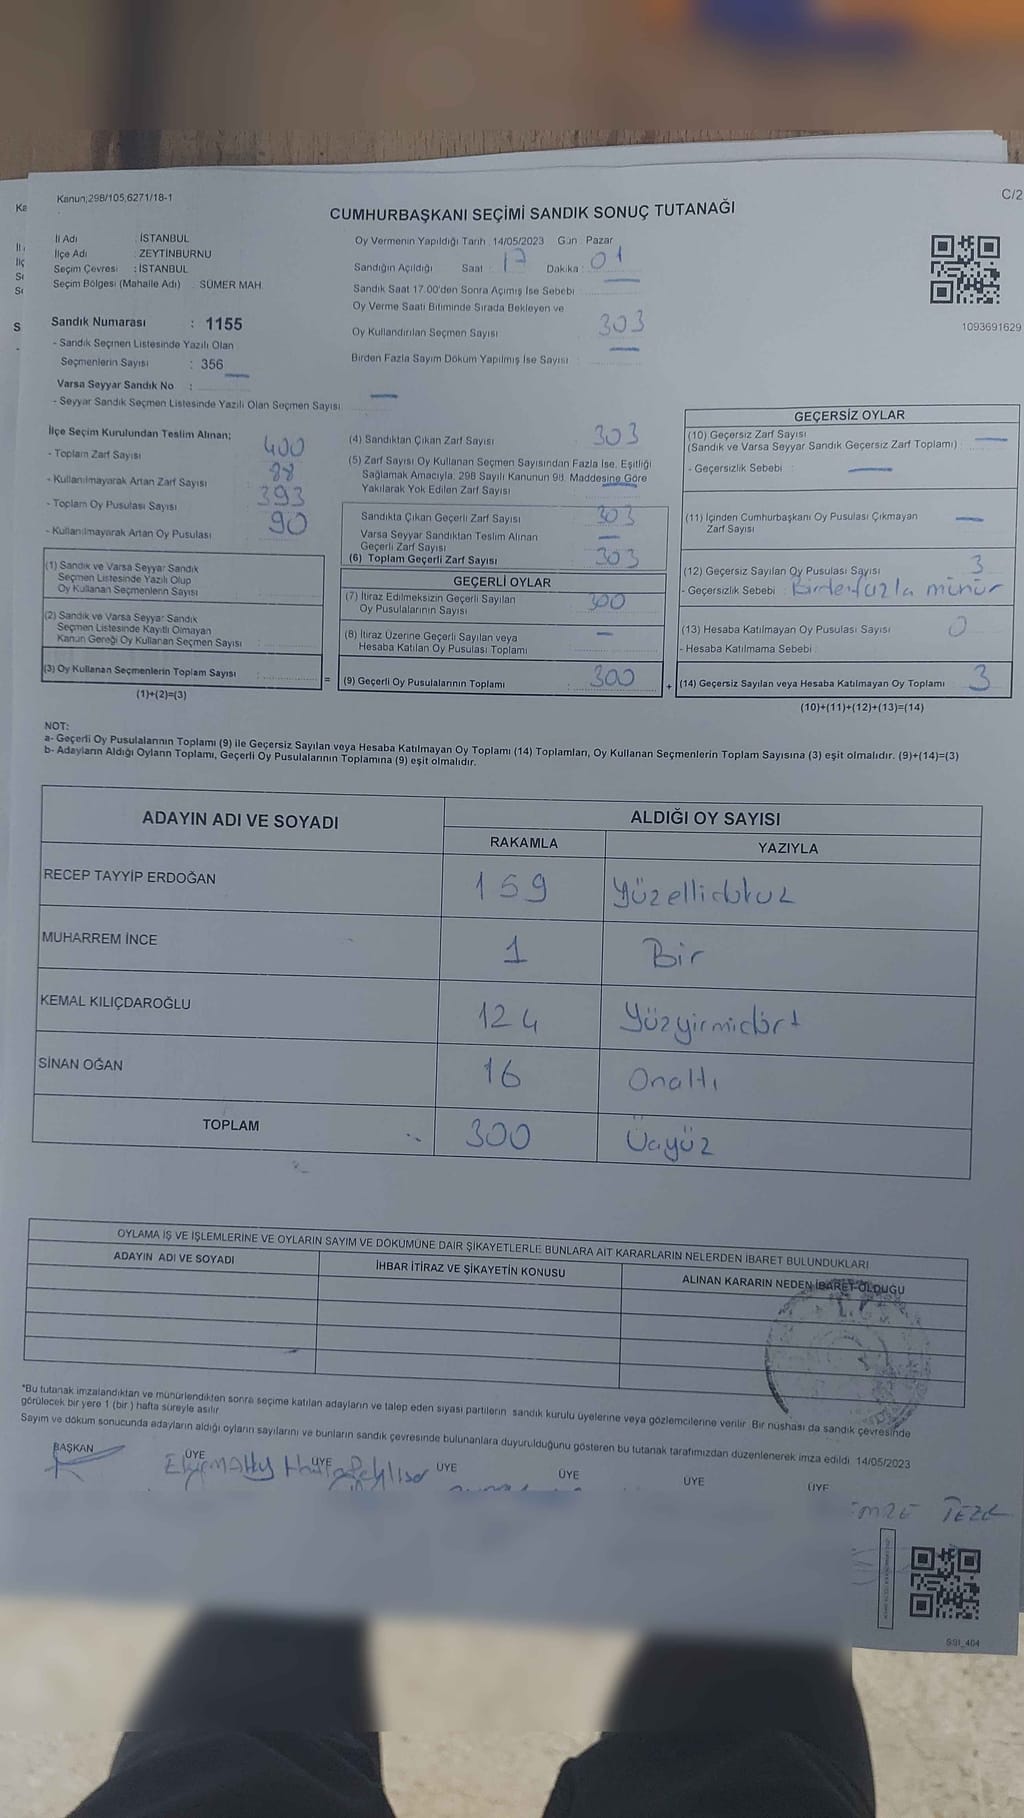 Kanun;298/105,6271/18-1
C/2
CUMHURBAŞKANI SEÇİMİ SANDIK SONUÇ TUTANAĞI
İl Adı : İSTANBUL
İlçe Adı : ZEYTİNBURNU
Seçim Çevresi : İSTANBUL
Seçim Bölgesi (Mahalle Adı) : SÜMER MAH.
Sandık Numarası : 1155
- Sandık Seçmen Listesinde Yazılı Olan
Seçmenlerin Sayısı : 356
Varsa Seyyar Sandık No :
- Seyyar Sandık Seçmen Listesinde Yazılı Olan Seçmen Sayısı
Oy Vermenin Yapıldığı Tarih : 14/05/2023 Gün : Pazar
Sandığın Açıldığı Saat : 17 Dakika : 01
Sandık Saat 17.00'den Sonra Açımış İse Sebebi :
Oy Verme Saati Bitiminde Sırada Bekleyen ve
Oy Kullandırılan Seçmen Sayısı 303
Birden Fazla Sayım Döküm Yapılmış İse Sayısı :
1093691629
İlçe Seçim Kurulundan Teslim Alınan;
- Toplam Zarf Sayısı 400
- Kullanılmayarak Artan Zarf Sayısı
- Toplam Oy Pusulası Sayısı 393
- Kullanılmayarak Artan Oy Pusulası 90
(1) Sandık ve Varsa Seyyar Sandık
Seçmen Listesinde Yazılı Olup
Oy Kullanan Seçmenlerin Sayısı :
(2) Sandık ve Varsa Seyyar Sandık
Seçmen Listesinde Kayıtlı Olmayan
Kanun Gereği Oy Kullanan Seçmen Sayısı :
(3) Oy Kullanan Seçmenlerin Toplam Sayısı :
(1)+(2)=(3)
=
(4) Sandıktan Çıkan Zarf Sayısı 303
(5) Zarf Sayısı Oy Kullanan Seçmen Sayısından Fazla İse, Eşitliği
Sağlamak Amacıyla, 298 Sayılı Kanunun 98. Maddesine Göre
Yakılarak Yok Edilen Zarf Sayısı
Sandıkta Çıkan Geçerli Zarf Sayısı 303
Varsa Seyyar Sandıktan Teslim Alınan
Geçerli Zarf Sayısı
(6) Toplam Geçerli Zarf Sayısı 303
GEÇERLİ OYLAR
(7) İtiraz Edilmeksizin Geçerli Sayılan
Oy Pusulalarının Sayısı 300
(8) İtiraz Üzerine Geçerli Sayılan veya
Hesaba Katılan Oy Pusulası Toplamı
(9) Geçerli Oy Pusulalarının Toplamı 300
+
GEÇERSİZ OYLAR
(10) Geçersiz Zarf Sayısı
(Sandık ve Varsa Seyyar Sandık Geçersiz Zarf Toplamı) :
- Geçersizlik Sebebi :
(11) İçinden Cumhurbaşkanı Oy Pusulası Çıkmayan
Zarf Sayısı
(12) Geçersiz Sayılan Oy Pusulası Sayısı 3
- Geçersizlik Sebebi : Birdenfazla mühür
(13) Hesaba Katılmayan Oy Pusulası Sayısı 0
- Hesaba Katılmama Sebebi :
(14) Geçersiz Sayılan veya Hesaba Katılmayan Oy Toplamı 3
(10)+(11)+(12)+(13)=(14)
NOT:
a- Geçerli Oy Pusulalarının Toplamı (9) ile Geçersiz Sayılan veya Hesaba Katılmayan Oy Toplamı (14) Toplamları, Oy Kullanan Seçmenlerin Toplam Sayısına (3) eşit olmalıdır. (9)+(14)=(3)
b- Adayların Aldığı Oyların Toplamı, Geçerli Oy Pusulalarının Toplamına (9) eşit olmalıdır.
ADAYIN ADI VE SOYADI ALDIĞI OY SAYISI
RAKAMLA YAZIYLA
RECEP TAYYİP ERDOĞAN 159 Yüzellidokuz
MUHARREM İNCE 1 Bir
KEMAL KILIÇDAROĞLU 124 Yüzyirmidört
SİNAN OĞAN 16 Onaltı
TOPLAM 300 Üçyüz
OYLAMA İŞ VE İŞLEMLERİNE VE OYLARIN SAYIM VE DÖKÜMÜNE DAİR ŞİKAYETLERLE BUNLARA AİT KARARLARIN NELERDEN İBARET BULUNDUKLARI
ADAYIN ADI VE SOYADI İHBAR İTİRAZ VE ŞİKAYETİN KONUSU ALINAN KARARIN NEDEN İBARET OLDUĞU
T.C.
*Bu tutanak imzalandıktan ve mühürlendikten sonra seçime katılan adayların ve talep eden siyasi partilerin sandık kurulu üyelerine veya gözlemcilerine verilir. Bir nüshası da sandık çevresinde
görülecek bir yere 1 (bir) hafta süreyle asılır.
Sayım ve döküm sonucunda adayların aldığı oyların sayılarını ve bunların sandık çevresinde bulunanlara duyurulduğunu gösteren bu tutanak tarafımızdan düzenlenerek imza edildi. 14/05/2023
BAŞKAN ÜYE ÜYE ÜYE ÜYE ÜYE ÜYE
SSI_404